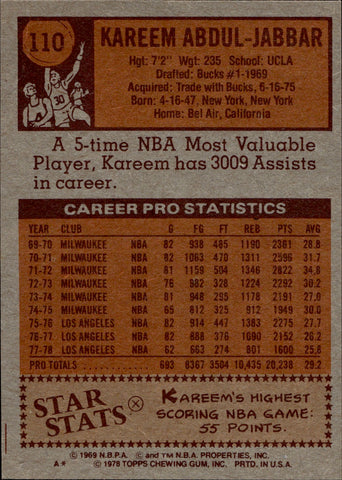 110
KAREEM ABDUL-JABBAR
Hgt: 7'2" Wgt: 235 School: UCLA
Drafted: Bucks #1-1969
Acquired: Trade with Bucks, 6-16-75
Born: 4-16-47, New York, New York
Home: Bel Air, California
30
A 5-time NBA Most Valuable
Player, Kareem has 3009 Assists
in career.
CAREER PRO STATISTICS
YEAR CLUB G FG FT REB PTS AVG
69-70 MILWAUKEE NBA 82 938 485 1190 2361 28.8
70-71 MILWAUKEE NBA 82 1063 470 1311 2596 31.7
71-72 MILWAUKEE NBA 81 1159 504 1346 2822 34.8
72-73 MILWAUKEE NBA 76 982 328 1224 2292 30.2
73-74 MILWAUKEE NBA 81 948 295 1178 2191 27.0
74-75 MILWAUKEE NBA 65 812 325 912 1949 30.0
75-76 LOS ANGELES NBA 82 914 447 1383 2275 27.7
76-77 LOS ANGELES NBA 82 888 376 1090 2152 26.2
77-78 LOS ANGELES NBA 62 663 274 801 1600 25.8
PRO TOTALS 693 8367 3504 10,435 20,238 29.2
STAR
STATS
KAREEM'S HIGHEST
SCORING NBA GAME:
55 POINTS.
© 1969 N.B.P.A. © and ™ N.B.A. PROPERTIES, INC.
A* © 1978 TOPPS CHEWING GUM, INC. PRTD. IN U.S.A.